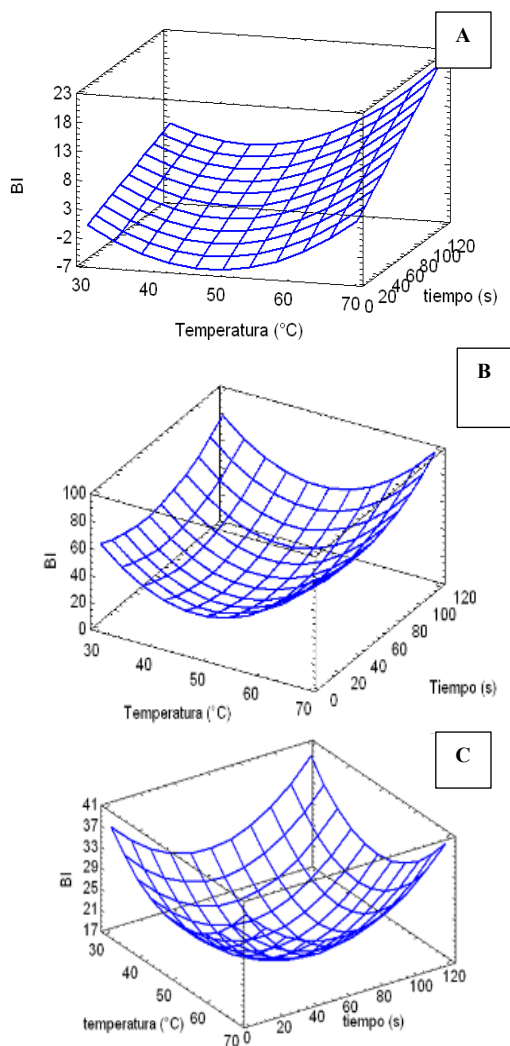 A
BI
23
18
13
8
3
-2
-7
30 40 50 60 70
Temperatura (°C)
0 20 40 60 80 100 120
tiempo (s)
B
BI
100
80
60
40
20
0
30 40 50 60 70
Temperatura (°C)
0 20 40 60 80 100 120
Tiempo (s)
C
BI
41
37
33
29
25
21
17
30 40 50 60 70
temperatura (°C)
0 20 40 60 80 100 120
tiempo (s)